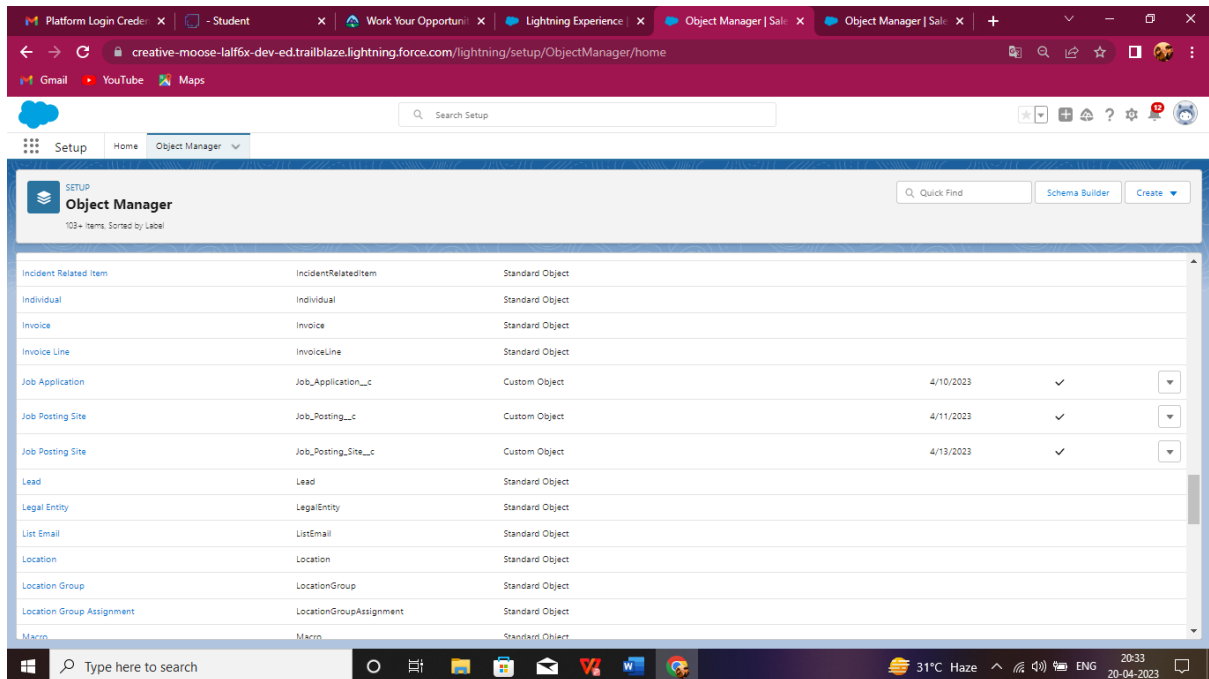 Platform Login Creden - Student Work Your Opportunit Lightning Experience | Object Manager | Sale Object Manager | Sale
creative-moose-lalf6x-dev-ed.trailblaze.lightning.force.com/lightning/setup/ObjectManager/home
Gmail YouTube Maps
Search Setup
12
Setup Home Object Manager
SETUP
Object Manager
103+ Items, Sorted by Label
Quick Find Schema Builder Create
Incident Related Item IncidentRelatedItem Standard Object
Individual Individual Standard Object
Invoice Invoice Standard Object
Invoice Line InvoiceLine Standard Object
Job Application Job_Application__c Custom Object 4/10/2023
Job Posting Site Job_Posting__c Custom Object 4/11/2023
Job Posting Site Job_Posting_Site__c Custom Object 4/13/2023
Lead Lead Standard Object
Legal Entity LegalEntity Standard Object
List Email ListEmail Standard Object
Location Location Standard Object
Location Group LocationGroup Standard Object
Location Group Assignment LocationGroupAssignment Standard Object
Macro Macro Standard Object
Type here to search 31°C Haze ENG 20:33
20-04-2023